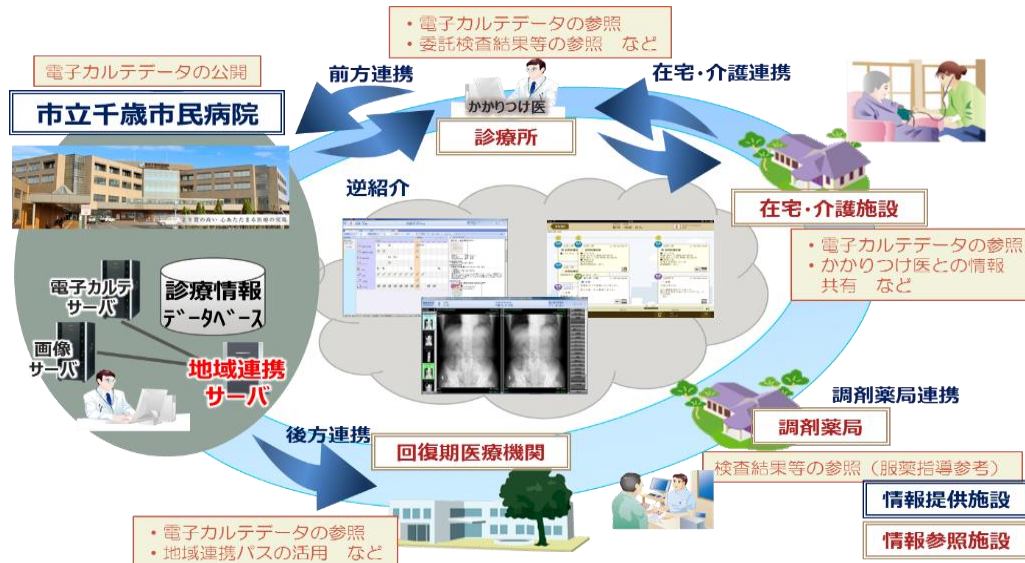 ・電子カルテデータの参照
・委託検査結果等の参照　など
電子カルテデータの公開
前方連携
在宅・介護連携
市立千歳市民病院
かかりつけ医
診療所
逆紹介
在宅・介護施設
・電子カルテデータの参照
・かかりつけ医との情報
共有　など
電子カルテ
サーバ
診療情報
ﾃﾞｰﾀﾍﾞｰｽ
画像
サーバ
地域連携
サーバ
調剤薬局連携
調剤薬局
後方連携
回復期医療機関
検査結果等の参照（服薬指導参考）
情報提供施設
・電子カルテデータの参照
・地域連携パスの活用　など
情報参照施設